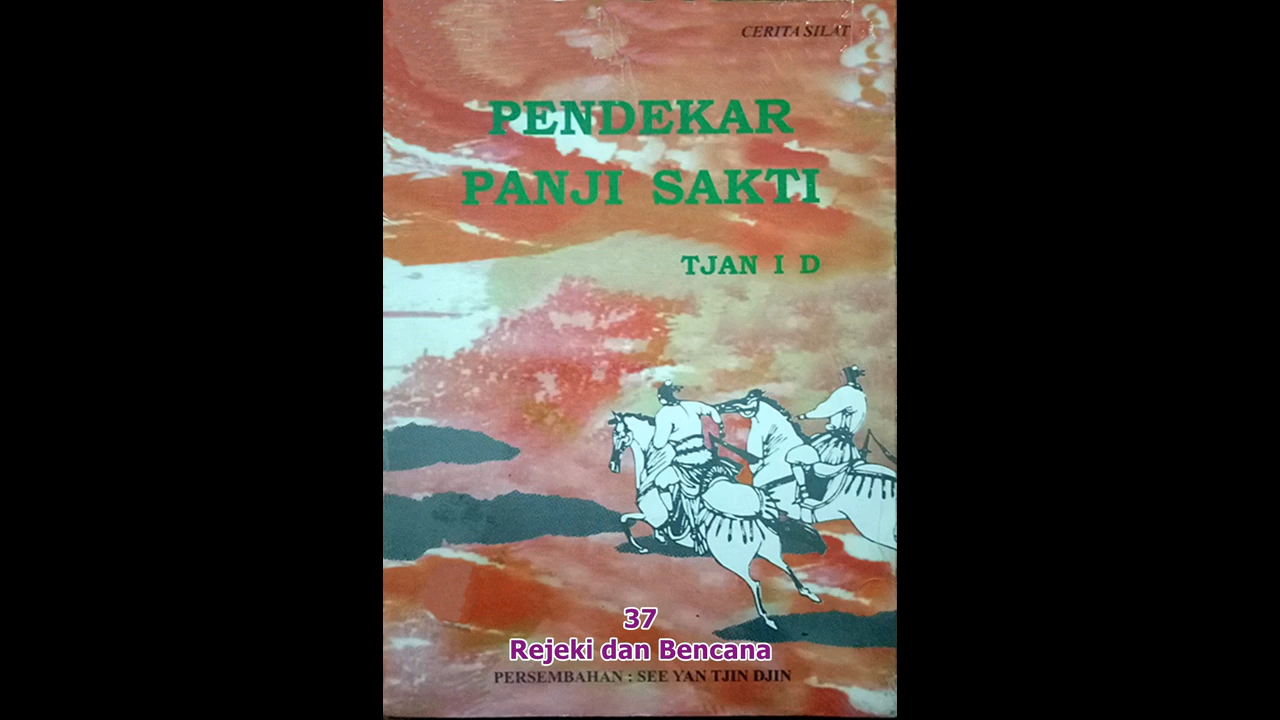 CERITA SILAT
PENDEKAR
PANJI SAKTI
TJAN I D
37
Rejeki dan Bencana
PERSEMBAHAN : SEE YAN TJIN DJIN